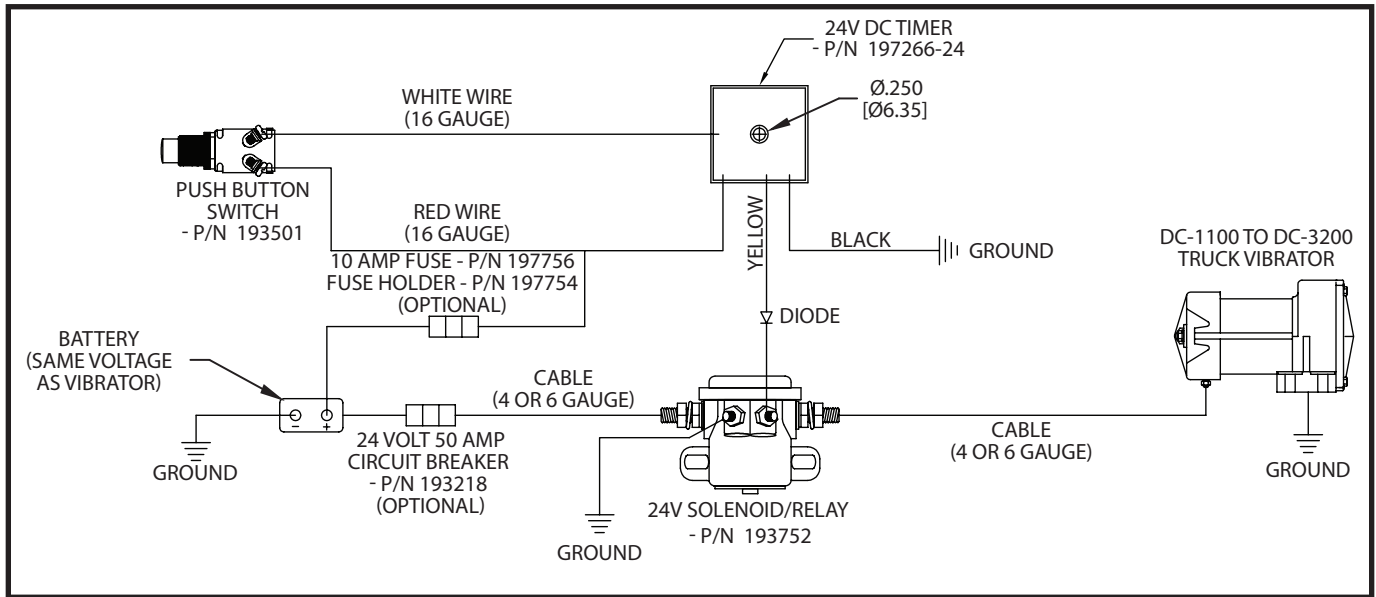 24V DC TIMER
- P/N  197266-24
Ø.250
[Ø6.35]
WHITE WIRE
(16 GAUGE)
PUSH BUTTON
SWITCH
- P/N  193501
RED WIRE
(16 GAUGE)
10 AMP FUSE - P/N 197756
FUSE HOLDER - P/N 197754
(OPTIONAL)
YELLOW
BLACK
GROUND
DC-1100 TO DC-3200
TRUCK VIBRATOR
DIODE
BATTERY
(SAME VOLTAGE
AS VIBRATOR)
- +
GROUND
24 VOLT 50 AMP
CIRCUIT BREAKER
- P/N 193218
(OPTIONAL)
CABLE
(4 OR 6 GAUGE)
GROUND
24V SOLENOID/RELAY
- P/N  193752
CABLE
(4 OR 6 GAUGE)
GROUND